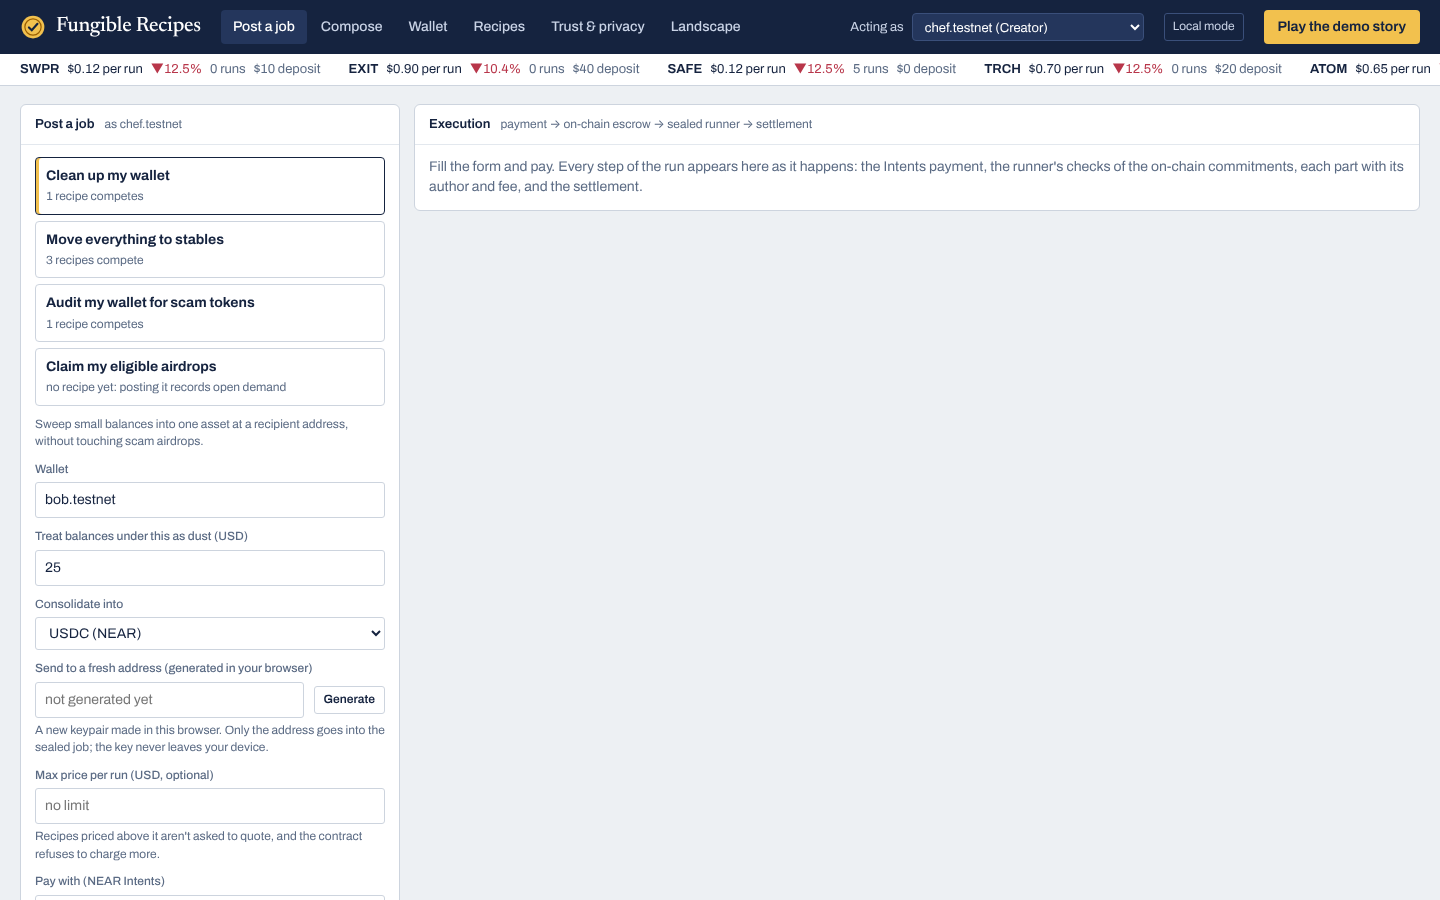 Fungible Recipes
Post a job
Compose
Wallet
Recipes
Trust & privacy
Landscape
Acting as
chef.testnet (Creator)
Local mode
Play the demo story
SWPR $0.12 per run ▼12.5% 0 runs $10 deposit
EXIT $0.90 per run ▼10.4% 0 runs $40 deposit
SAFE $0.12 per run ▼12.5% 5 runs $0 deposit
TRCH $0.70 per run ▼12.5% 0 runs $20 deposit
ATOM $0.65 per run
Post a job as chef.testnet
Clean up my wallet
1 recipe competes
Move everything to stables
3 recipes compete
Audit my wallet for scam tokens
1 recipe competes
Claim my eligible airdrops
no recipe yet: posting it records open demand
Sweep small balances into one asset at a recipient address,
without touching scam airdrops.
Wallet
bob.testnet
Treat balances under this as dust (USD)
25
Consolidate into
USDC (NEAR)
Send to a fresh address (generated in your browser)
not generated yet
Generate
A new keypair made in this browser. Only the address goes into the
sealed job; the key never leaves your device.
Max price per run (USD, optional)
no limit
Recipes priced above it aren't asked to quote, and the contract
refuses to charge more.
Pay with (NEAR Intents)
Execution payment → on-chain escrow → sealed runner → settlement
Fill the form and pay. Every step of the run appears here as it happens: the Intents payment, the runner's checks of the on-chain commitments, each part with its
author and fee, and the settlement.